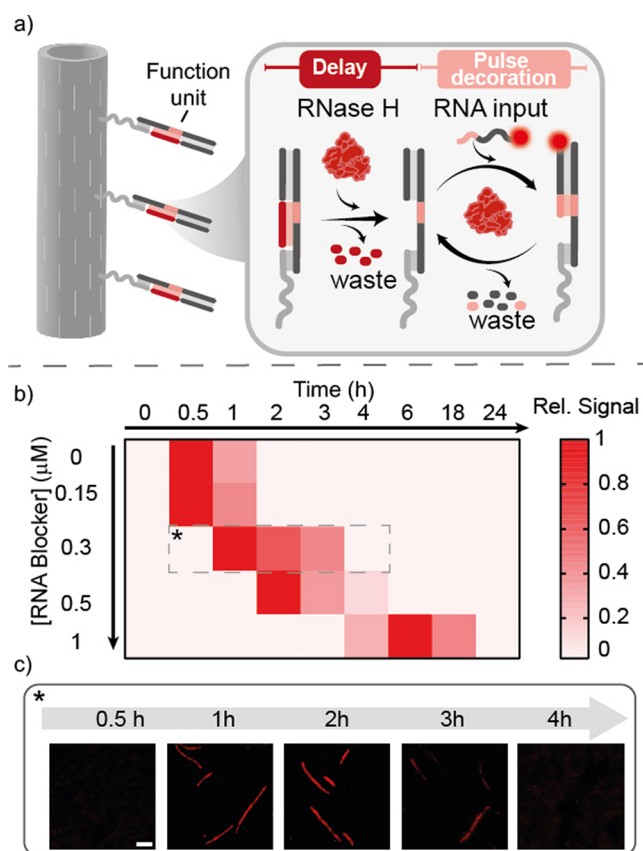 a)
Function
unit
Delay
Pulse
decoration
RNase H
RNA input
waste
waste
b)
Time (h)
0 0.5 1 2 3 4 6 18 24
Rel. Signal
[RNA Blocker] (µM)
0
0.15
0.3
0.5
1
*
1
0.8
0.6
0.4
0.2
0
c)
*
0.5 h 1h 2h 3h 4h